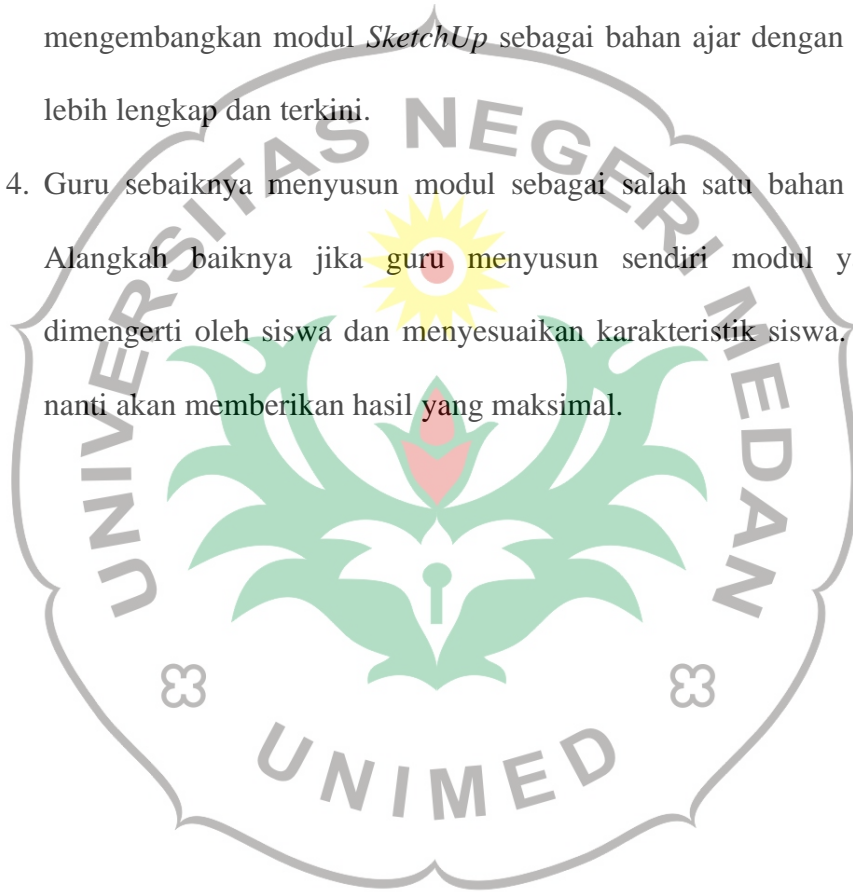 mengembangkan modul SketchUp sebagai bahan ajar dengan
lebih lengkap dan terkini.
4. Guru sebaiknya menyusun modul sebagai salah satu bahan
Alangkah baiknya jika guru menyusun sendiri modul y
dimengerti oleh siswa dan menyesuaikan karakteristik siswa.
nanti akan memberikan hasil yang maksimal.
UNIVERSITAS NEGERI MEDAN
UNIMED